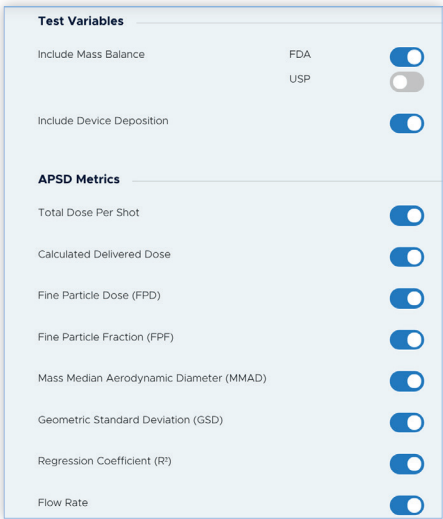 Test Variables
Include Mass Balance FDA
USP
Include Device Deposition
APSD Metrics
Total Dose Per Shot
Calculated Delivered Dose
Fine Particle Dose (FPD)
Fine Particle Fraction (FPF)
Mass Median Aerodynamic Diameter (MMAD)
Geometric Standard Deviation (GSD)
Regression Coefficient (R²)
Flow Rate